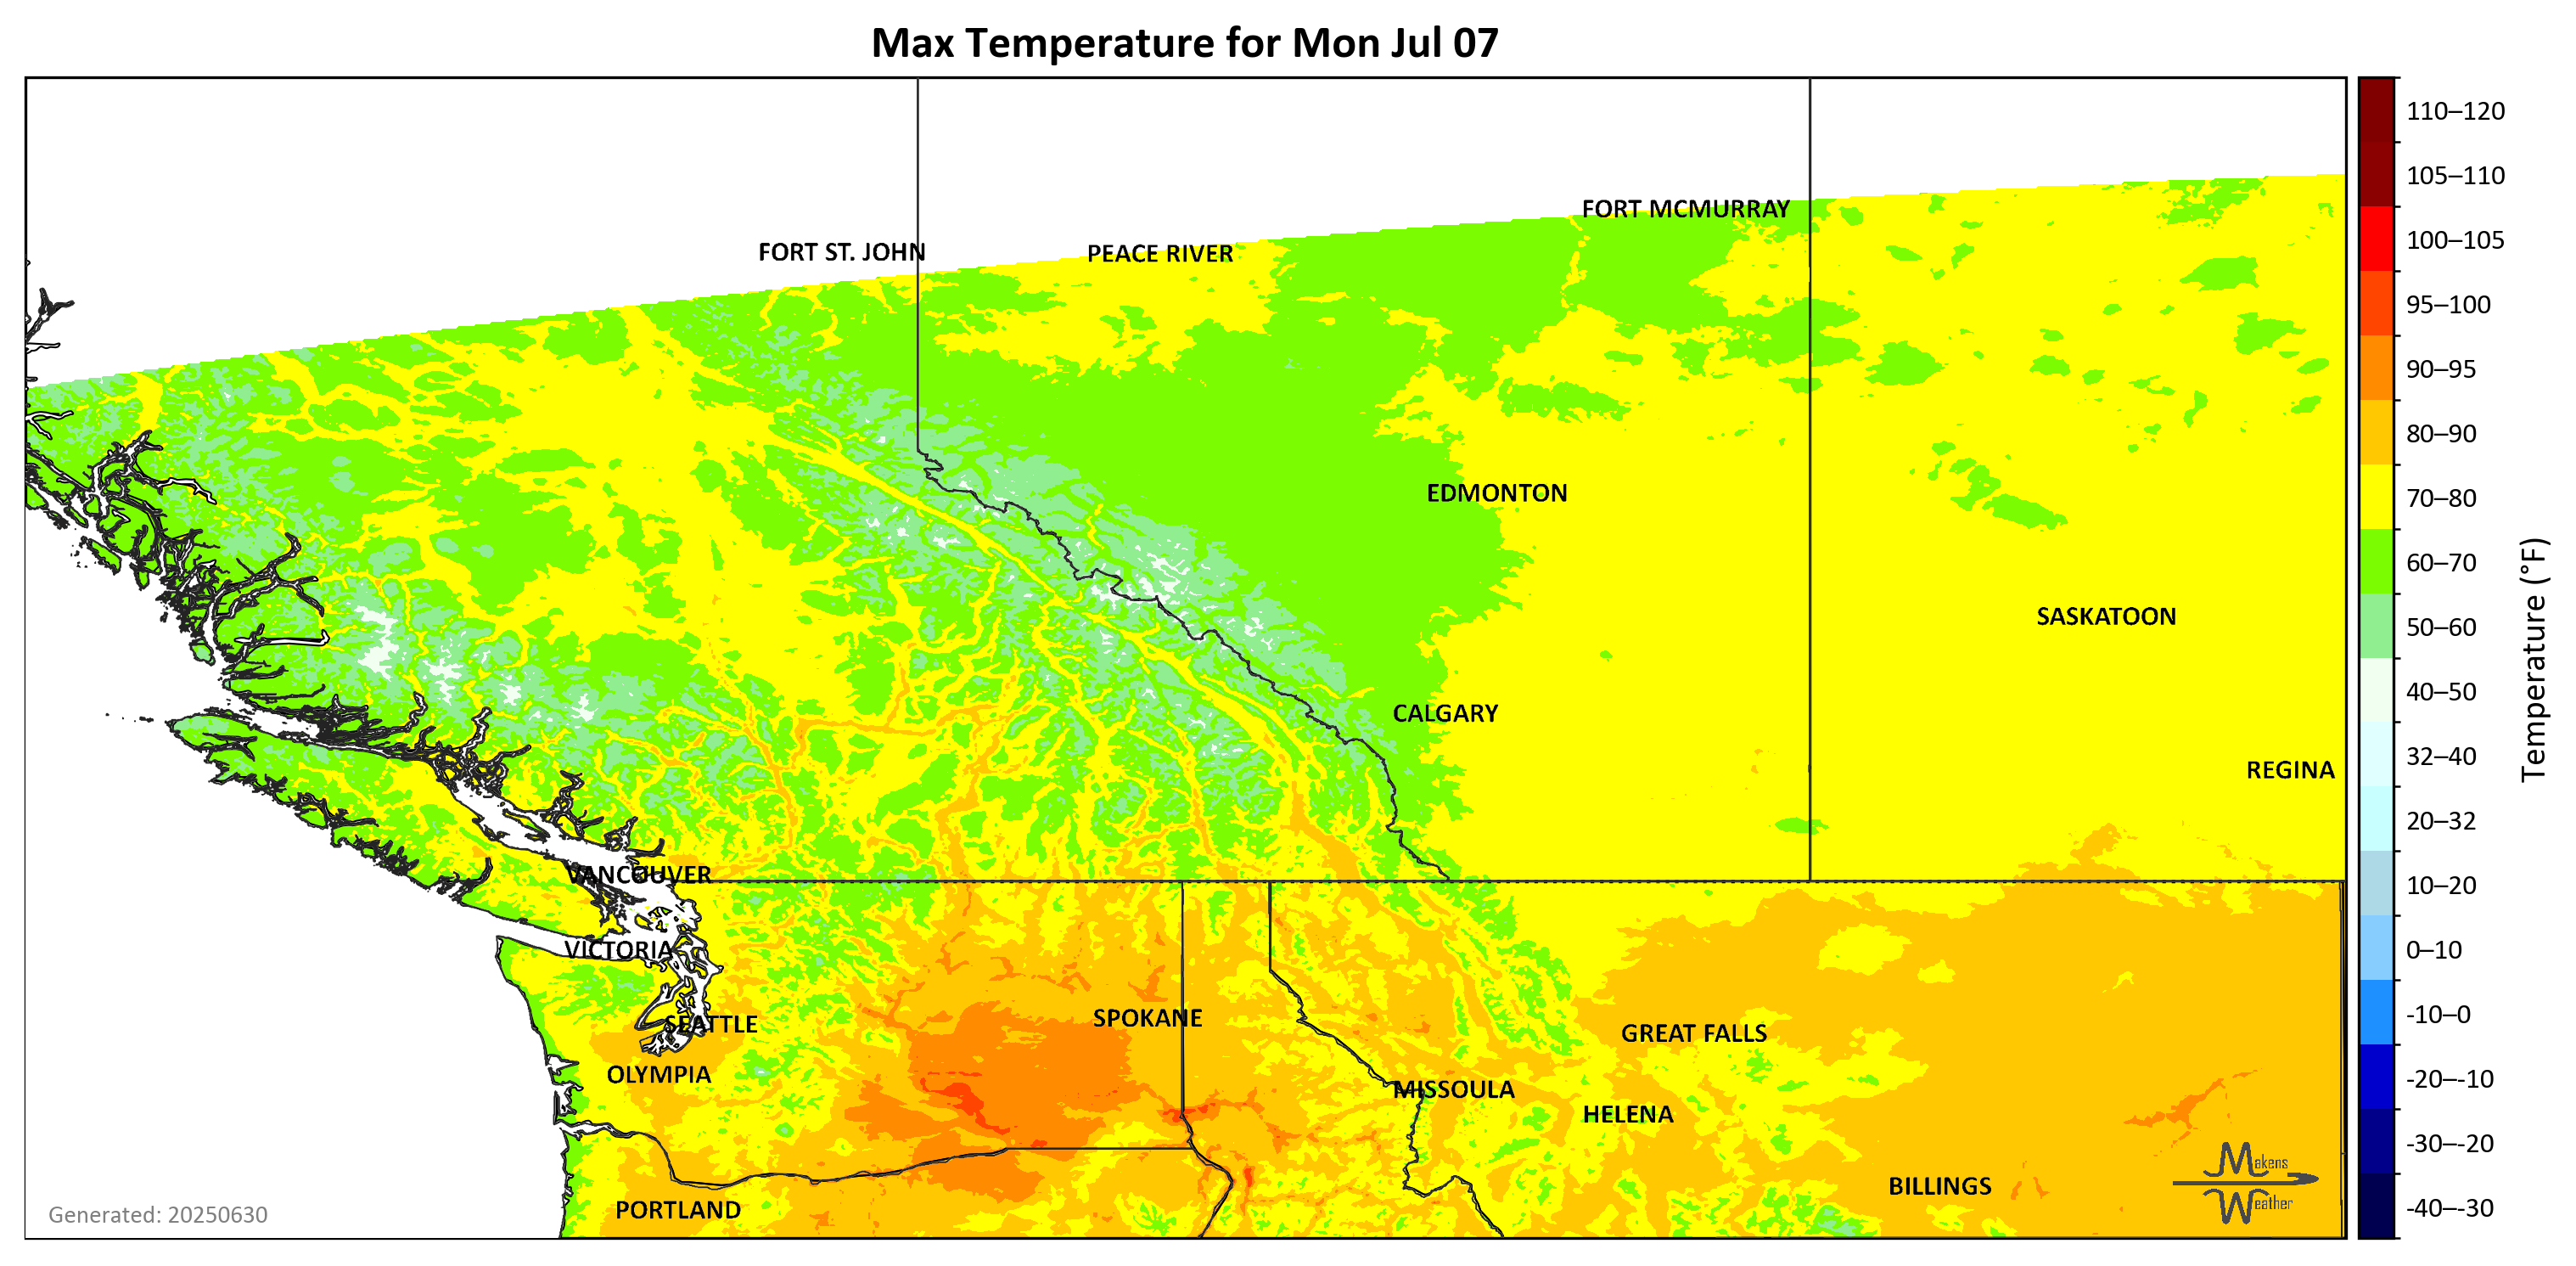 Max Temperature for Mon Jul 07
FORT MCMURRAY
FORT ST. JOHN
PEACE RIVER
EDMONTON
SASKATOON
CALGARY
REGINA
VANCOUVER
VICTORIA
SEATTLE
SPOKANE
GREAT FALLS
OLYMPIA
MISSOULA
HELENA
BILLINGS
PORTLAND
Makens
Weather
Generated: 20250630
110–120
105–110
100–105
95–100
90–95
80–90
70–80
60–70
50–60
40–50
32–40
20–32
10–20
0–10
-10–0
-20–-10
-30–-20
-40–-30
Temperature (°F)